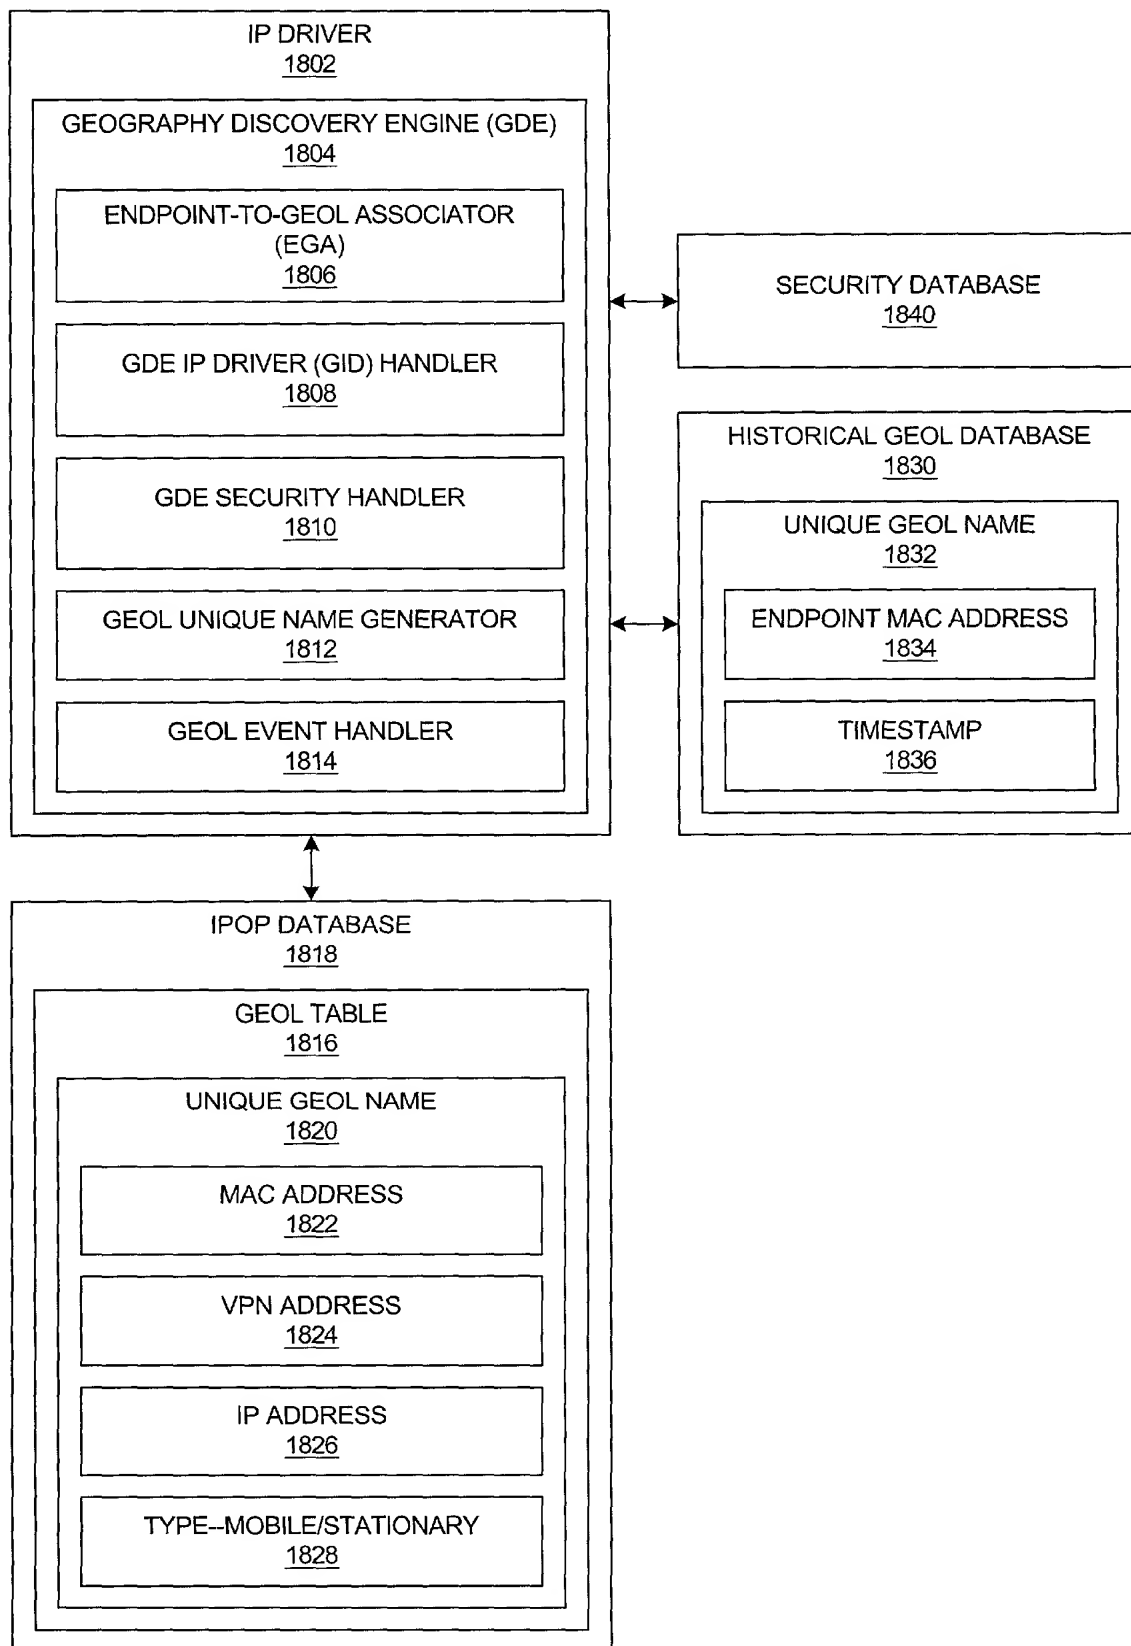 IP DRIVER
1802
GEOGRAPHY DISCOVERY ENGINE (GDE)
1804
ENDPOINT-TO-GEOL ASSOCIATOR
(EGA)
1806
GDE IP DRIVER (GID) HANDLER
1808
GDE SECURITY HANDLER
1810
GEOL UNIQUE NAME GENERATOR
1812
GEOL EVENT HANDLER
1814
SECURITY DATABASE
1840
HISTORICAL GEOL DATABASE
1830
UNIQUE GEOL NAME
1832
ENDPOINT MAC ADDRESS
1834
TIMESTAMP
1836
IPOP DATABASE
1818
GEOL TABLE
1816
UNIQUE GEOL NAME
1820
MAC ADDRESS
1822
VPN ADDRESS
1824
IP ADDRESS
1826
TYPE--MOBILE/STATIONARY
1828